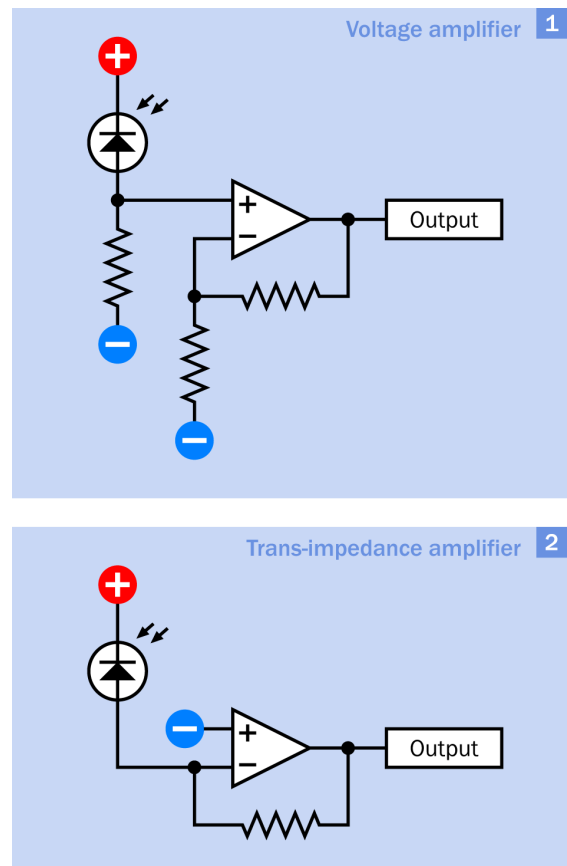 Voltage amplifier 1
+
+
−
Output
−
−
Trans-impedance amplifier 2
+
−
+
−
Output